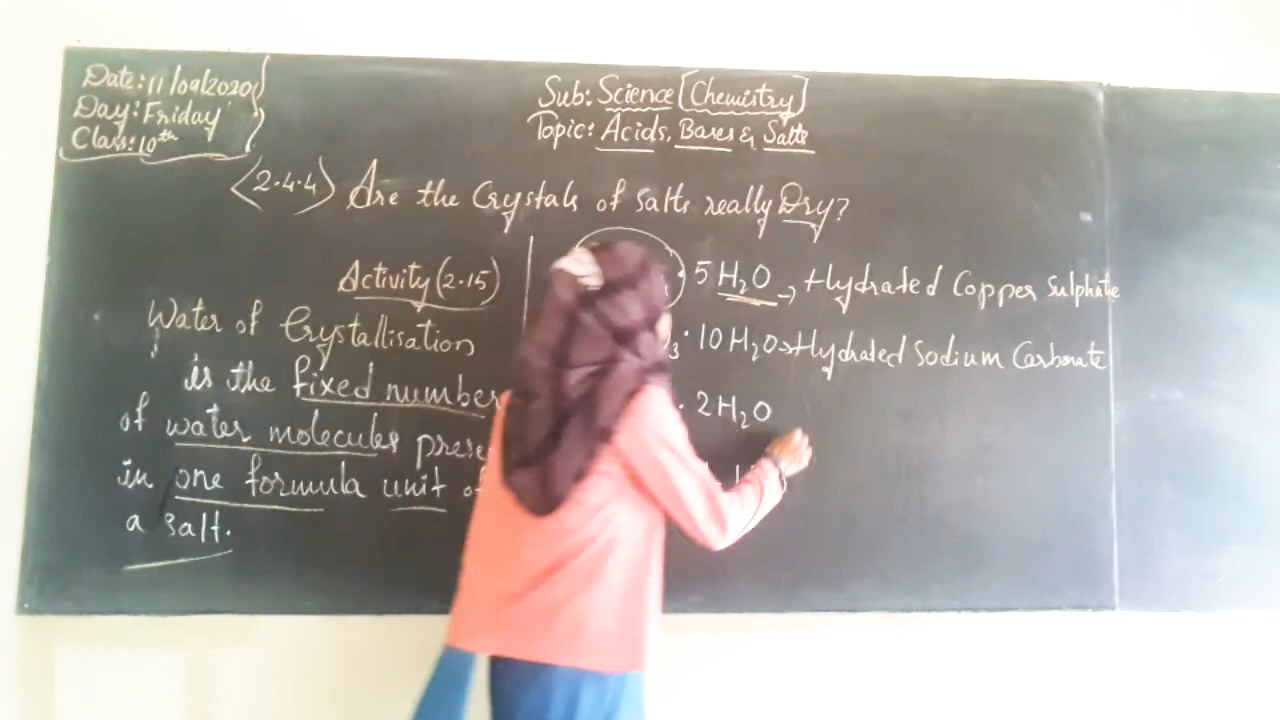 Date: 11/09/2020
Day: Friday
Class: 10th
Sub: Science [Chemistry]
Topic: Acids, Bases & Salts
<2.4.4> Are the Crystals of salts really Dry?
Activity (2.15)
Water of Crystallisation
is the fixed number
of water molecules prese
in one formula unit of
a salt.
. 5 H₂O → Hydrated Copper Sulphate
₃ . 10 H₂O → Hydrated Sodium Carbonate
. 2H₂O